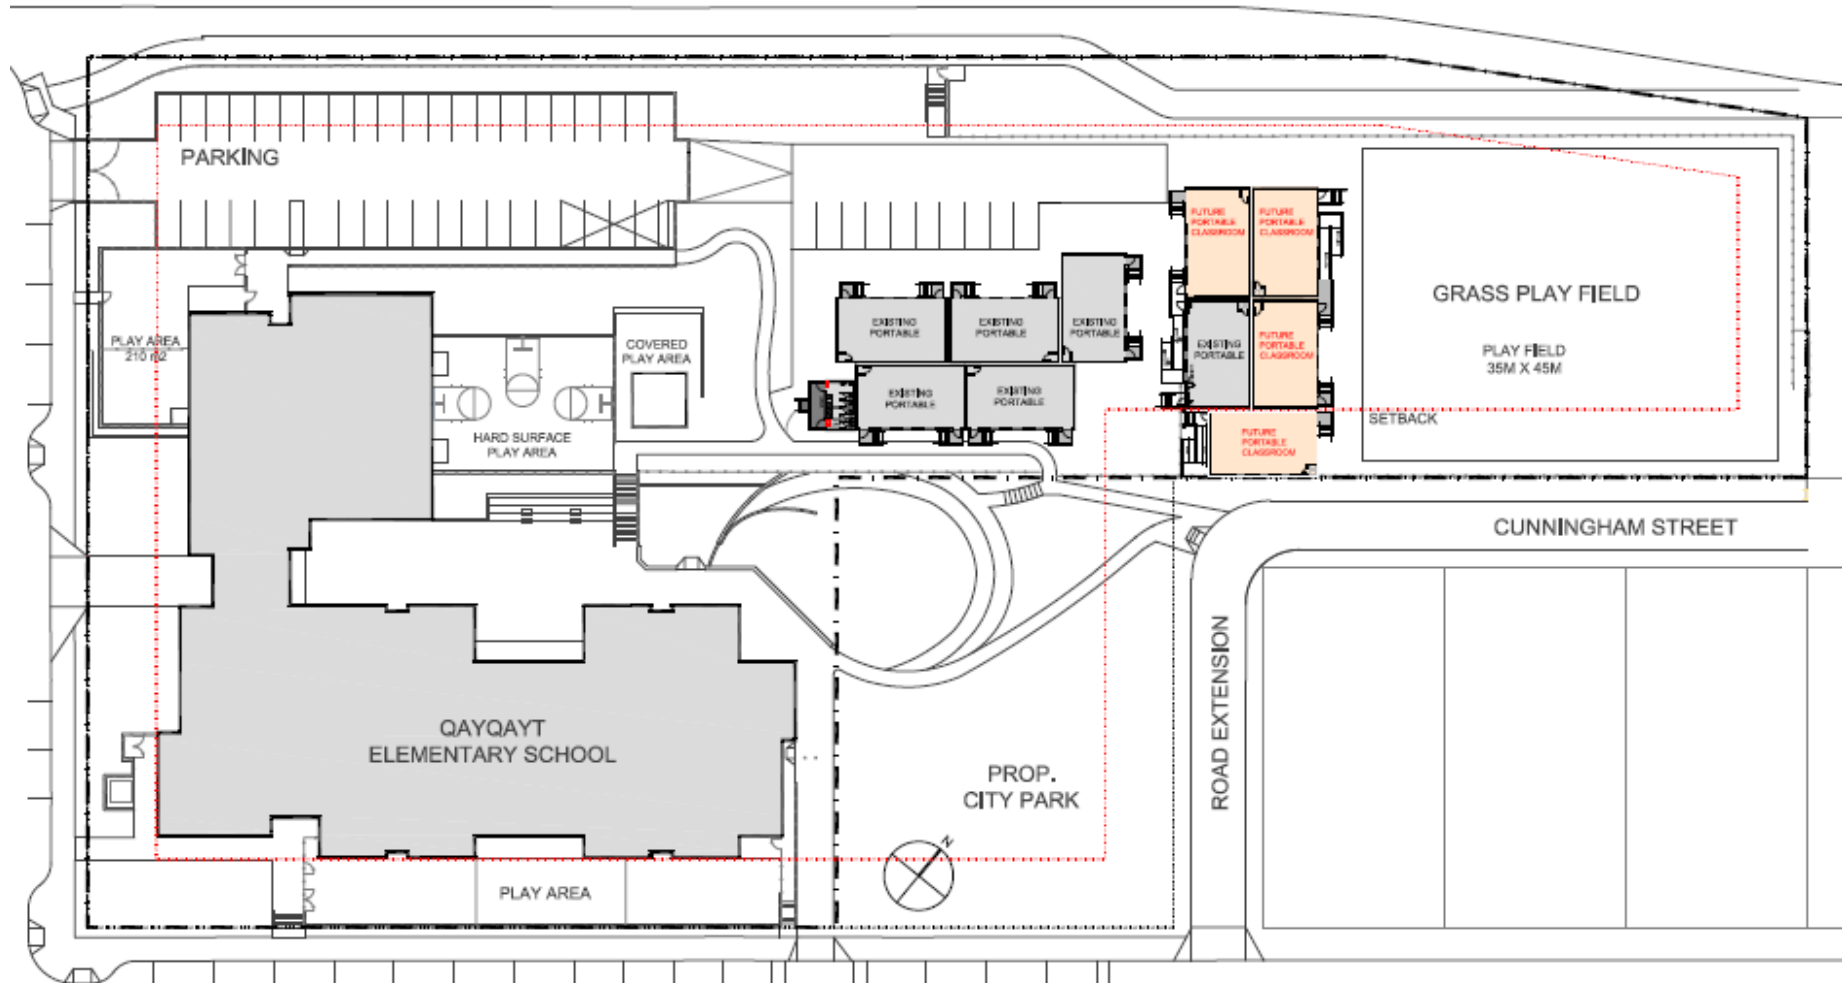 PARKING
FUTURE
PORTABLE
CLASSROOM
FUTURE
PORTABLE
CLASSROOM
GRASS PLAY FIELD
PLAY FIELD
35M X 45M
EXISTING
PORTABLE
EXISTING
PORTABLE
EXISTING
PORTABLE
EXISTING
PORTABLE
FUTURE
PORTABLE
CLASSROOM
PLAY AREA
210 m2
COVERED
PLAY AREA
EXISTING
PORTABLE
EXISTING
PORTABLE
SETBACK
HARD SURFACE
PLAY AREA
FUTURE
PORTABLE
CLASSROOM
CUNNINGHAM STREET
ROAD EXTENSION
QAYQAYT
ELEMENTARY SCHOOL
PROP.
CITY PARK
N
PLAY AREA